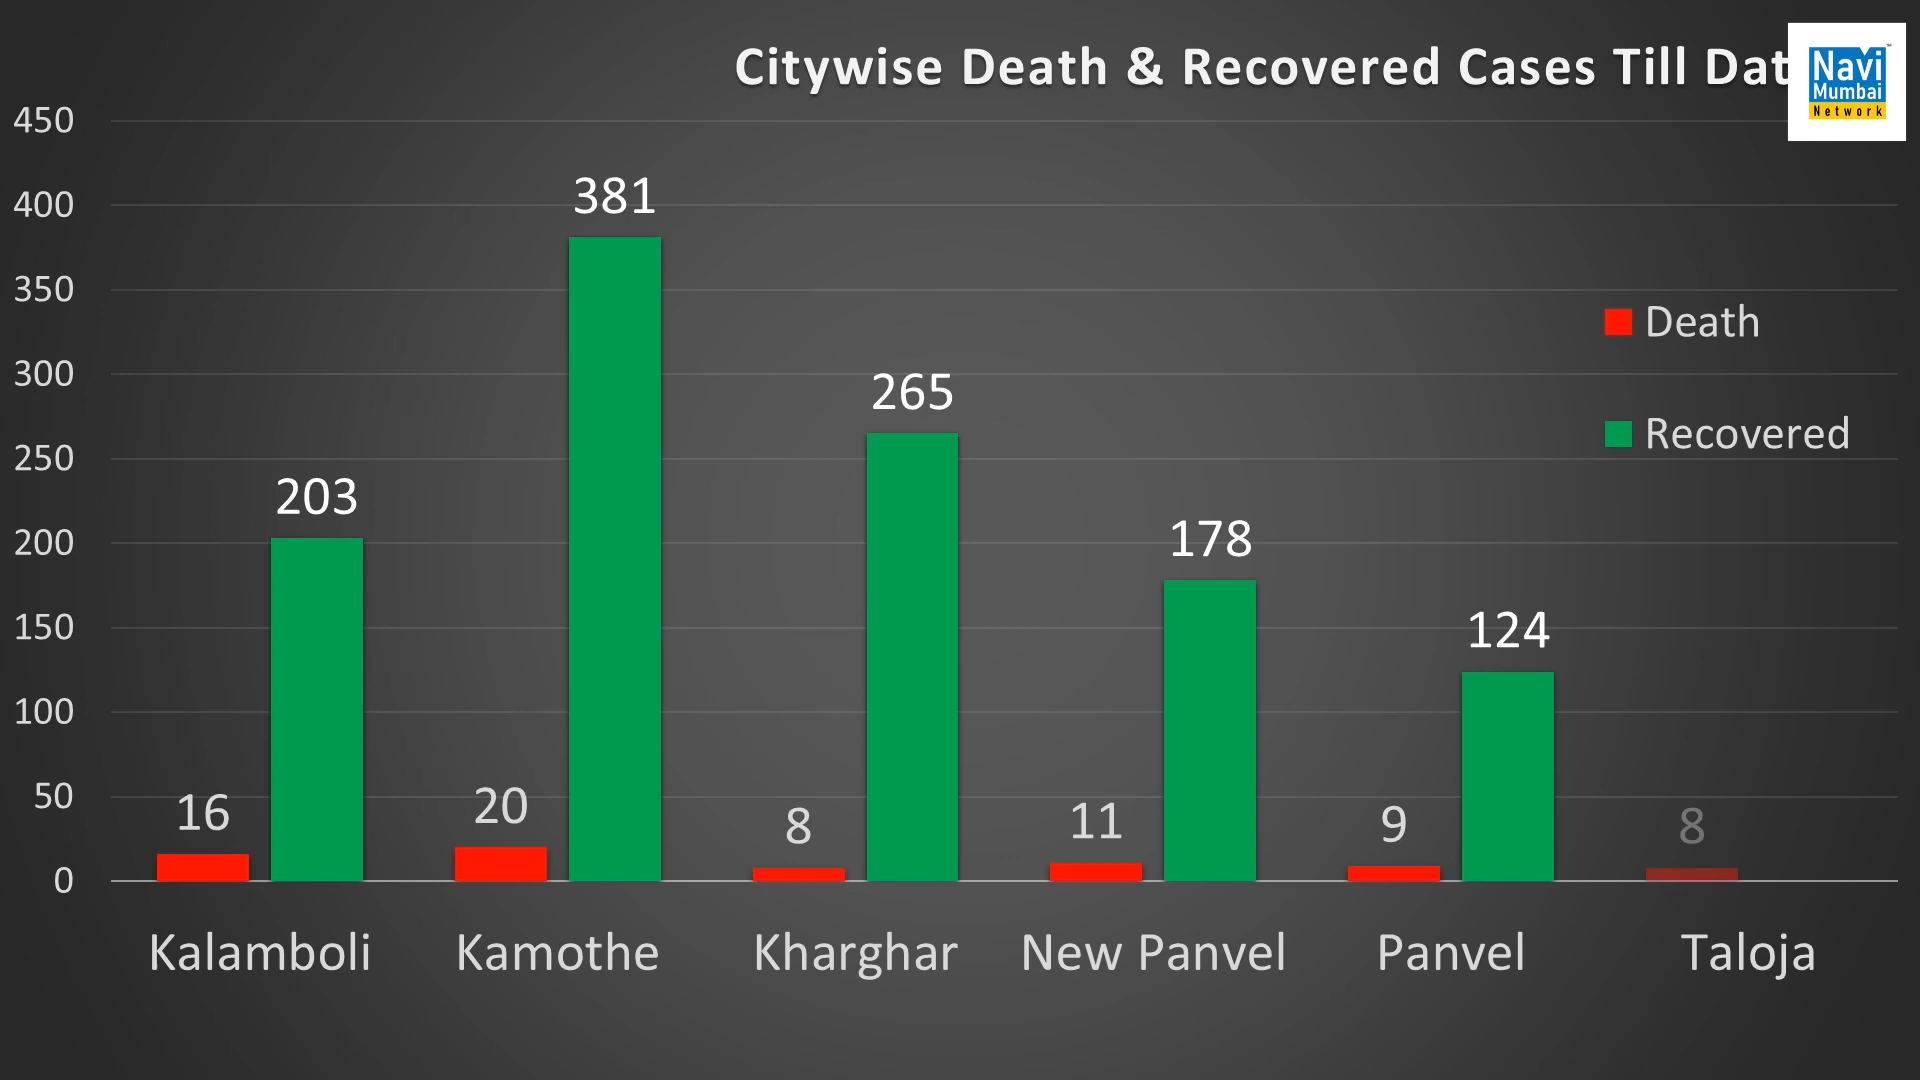 Citywise Death & Recovered Cases Till Dat
Navi
Mumbai
Network
450
400
350
300
250
200
150
100
50
0
381
265
203
178
124
16
20
8
11
9
8
Death
Recovered
Kalamboli
Kamothe
Kharghar
New Panvel
Panvel
Taloja